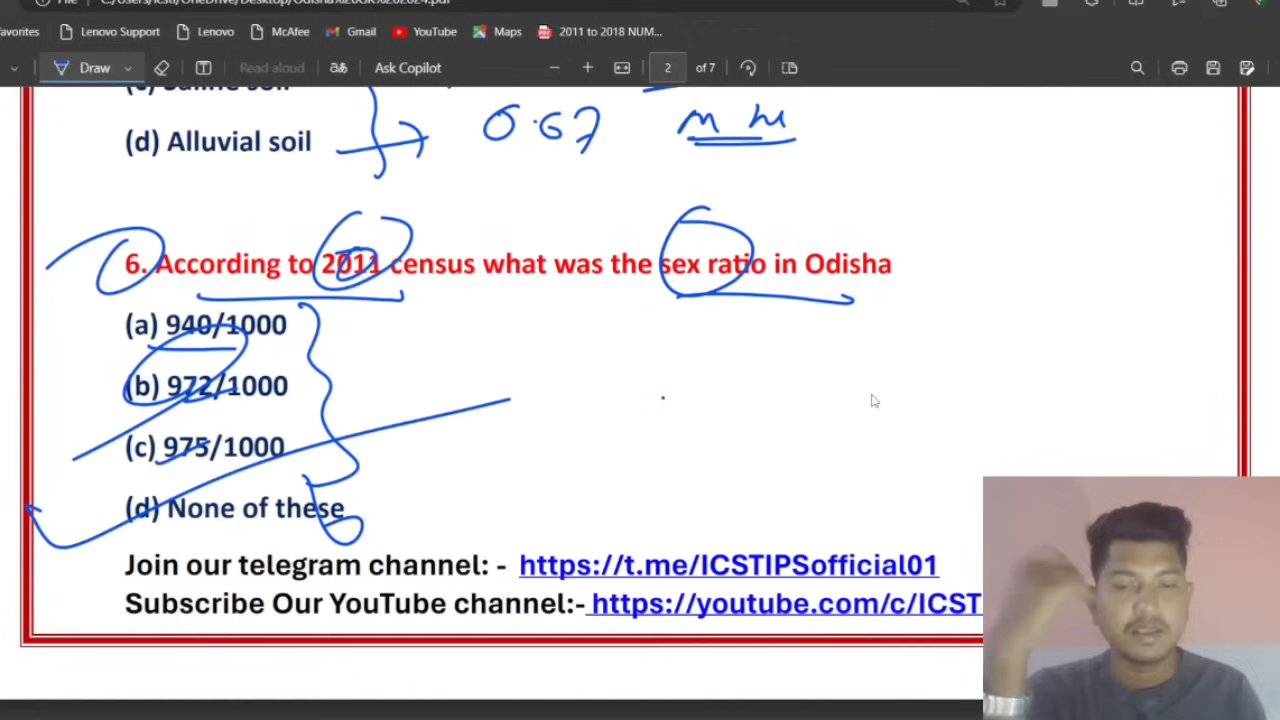 avorites Lenovo Support Lenovo McAfee Gmail YouTube Maps 2011 to 2018 NUM...
Draw Read aloud Ask Copilot 2 of 7
0.67
(d) Alluvial soil
6. According to 2011 census what was the sex ratio in Odisha
(a) 940/1000
(b) 972/1000
(c) 975/1000
(d) None of these
b
Join our telegram channel: - https://t.me/ICSTIPSofficial01
Subscribe Our YouTube channel:- https://youtube.com/c/ICST